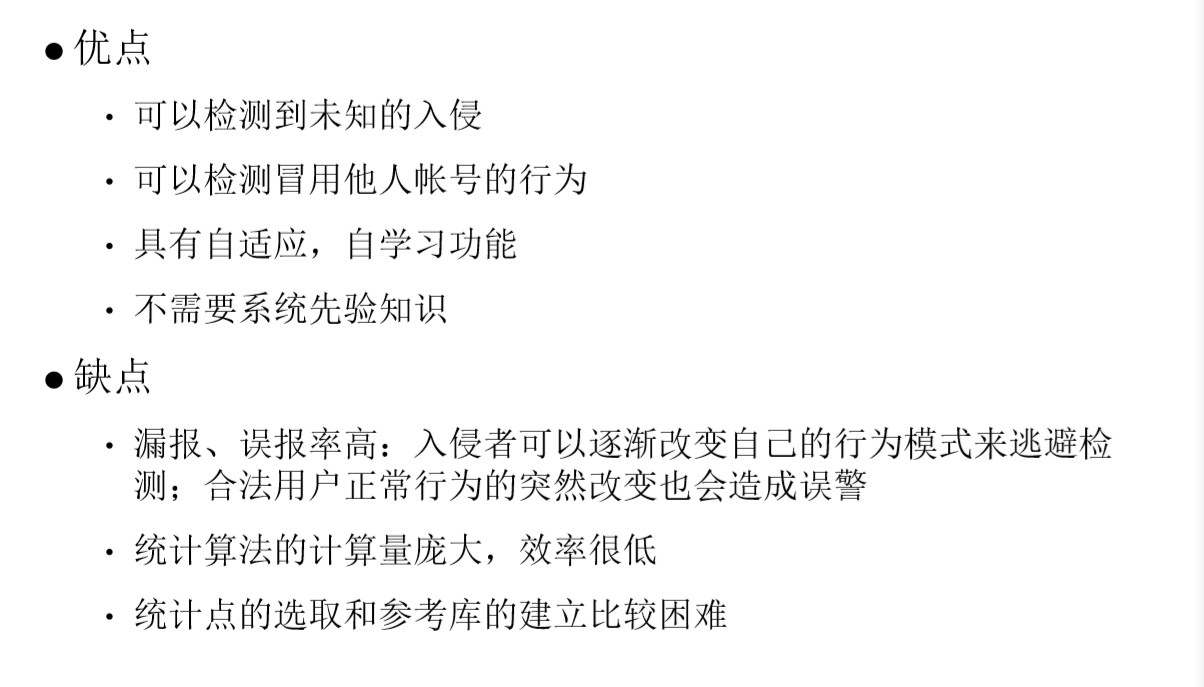 ● 优点
• 可以检测到未知的入侵
• 可以检测冒用他人帐号的行为
• 具有自适应，自学习功能
• 不需要系统先验知识
● 缺点
• 漏报、误报率高：入侵者可以逐渐改变自己的行为模式来逃避检
测；合法用户正常行为的突然改变也会造成误警
• 统计算法的计算量庞大，效率很低
• 统计点的选取和参考库的建立比较困难